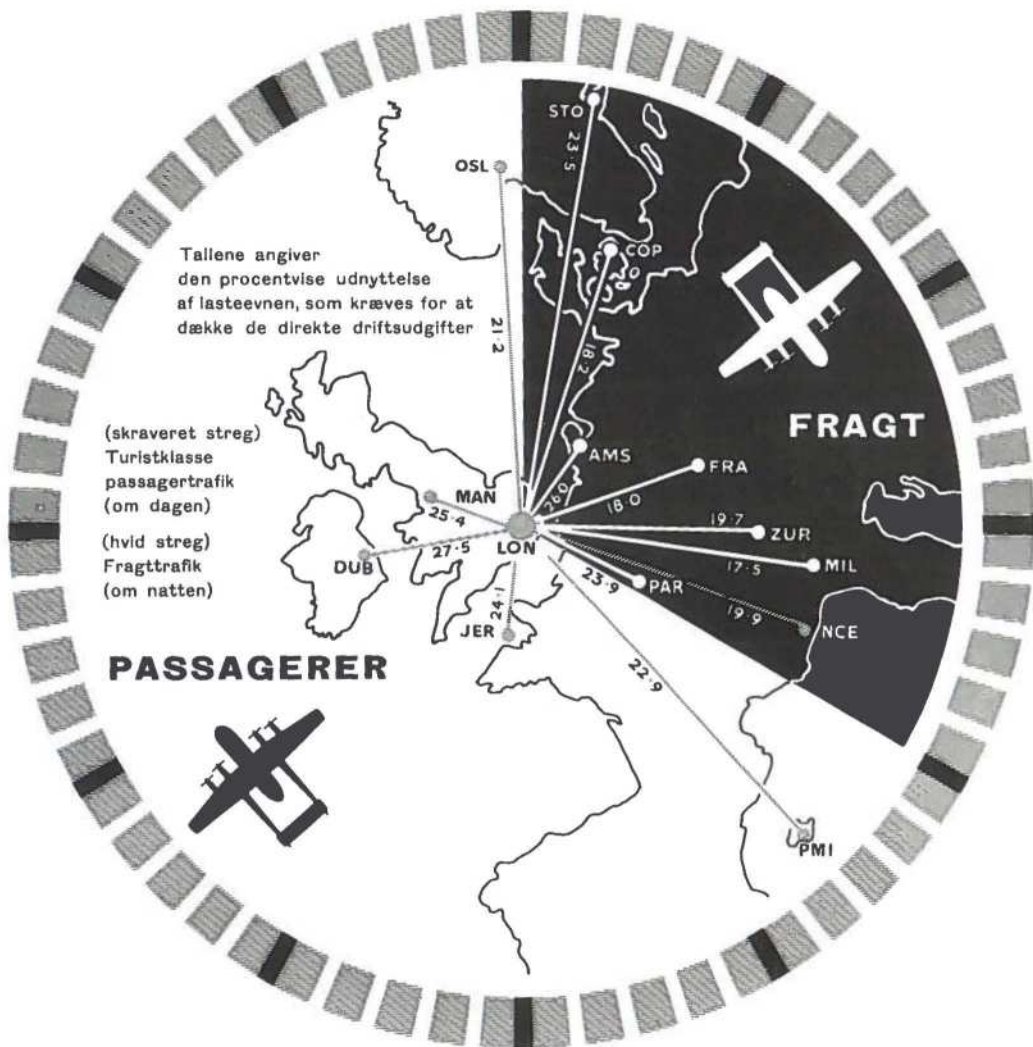 STO
23·5
OSL
COP
Tallene angiver
den procentvise udnyttelse
af lasteevnen, som kræves for at
dække de direkte driftsudgifter
21·2
18·2
FRAGT
(skraveret streg)
Turistklasse
passagertrafik
(om dagen)
AMS
FRA
MAN
26·0
18·0
25·4
19·7
ZUR
(hvid streg)
Fragttrafik
(om natten)
LON
DUB
27·5
17·5
MIL
23·9
PAR
24·1
19·9
JER
NCE
PASSAGERER
22·9
PMI